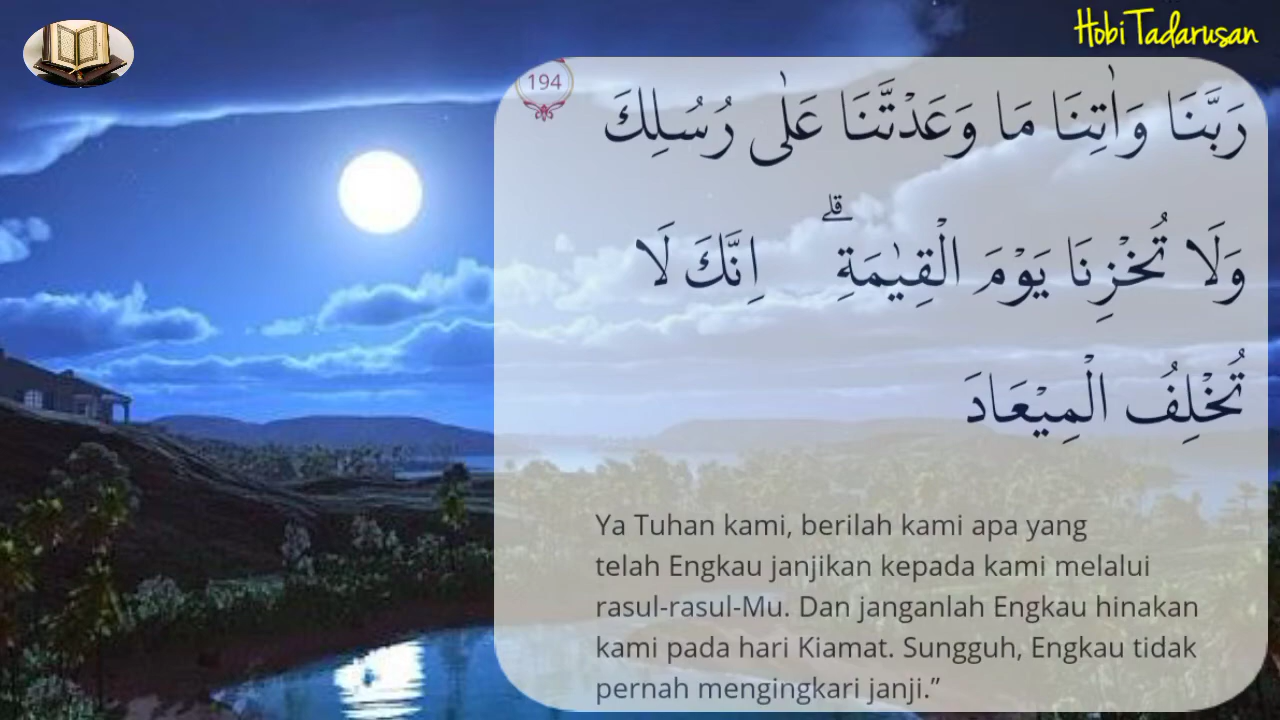 Hobi Tadarusan
194
رَبَّنَا وَاٰتِنَا مَا وَعَدْتَّنَا عَلٰى رُسُلِكَ
وَلَا تُخْزِنَا يَوْمَ الْقِيٰمَةِ ۗ اِنَّكَ لَا
تُخْلِفُ الْمِيْعَادَ
Ya Tuhan kami, berilah kami apa yang
telah Engkau janjikan kepada kami melalui
rasul-rasul-Mu. Dan janganlah Engkau hinakan
kami pada hari Kiamat. Sungguh, Engkau tidak
pernah mengingkari janji.”